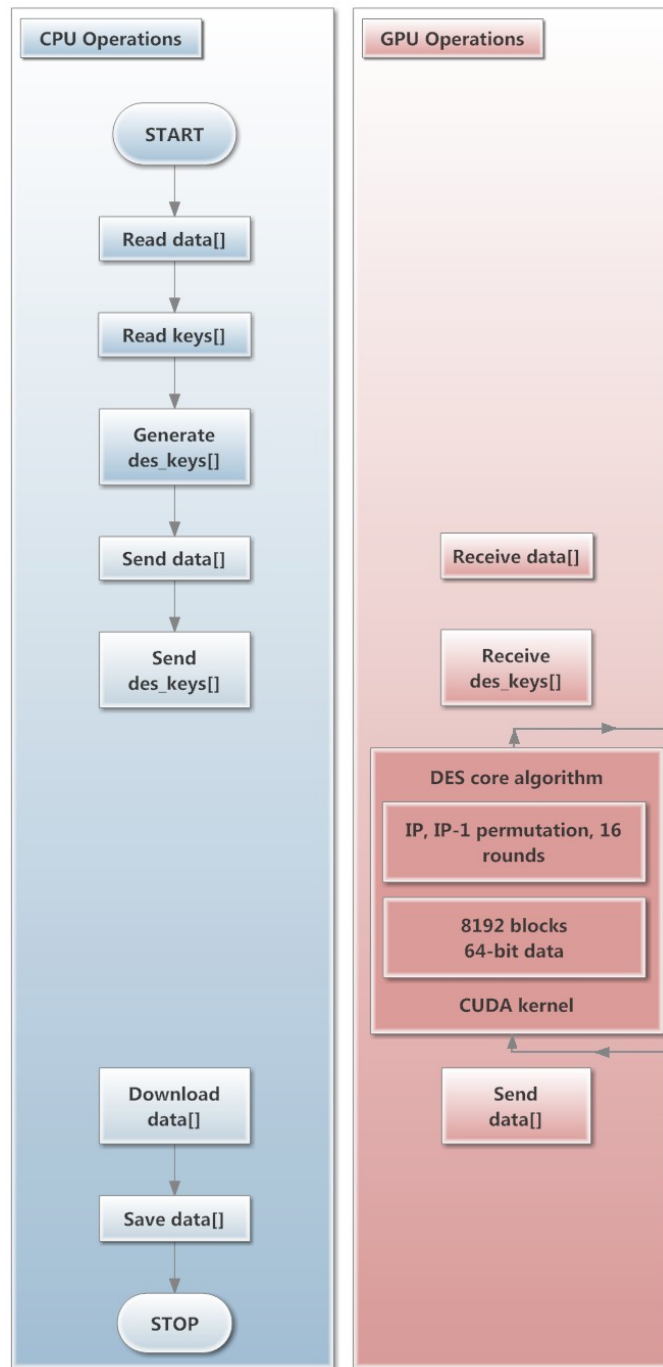 CPU Operations
START
Read data[]
Read keys[]
Generate
des_keys[]
Send data[]
Send
des_keys[]
Download
data[]
Save data[]
STOP
GPU Operations
Receive data[]
Receive
des_keys[]
DES core algorithm
IP, IP-1 permutation, 16
rounds
8192 blocks
64-bit data
CUDA kernel
Send
data[]